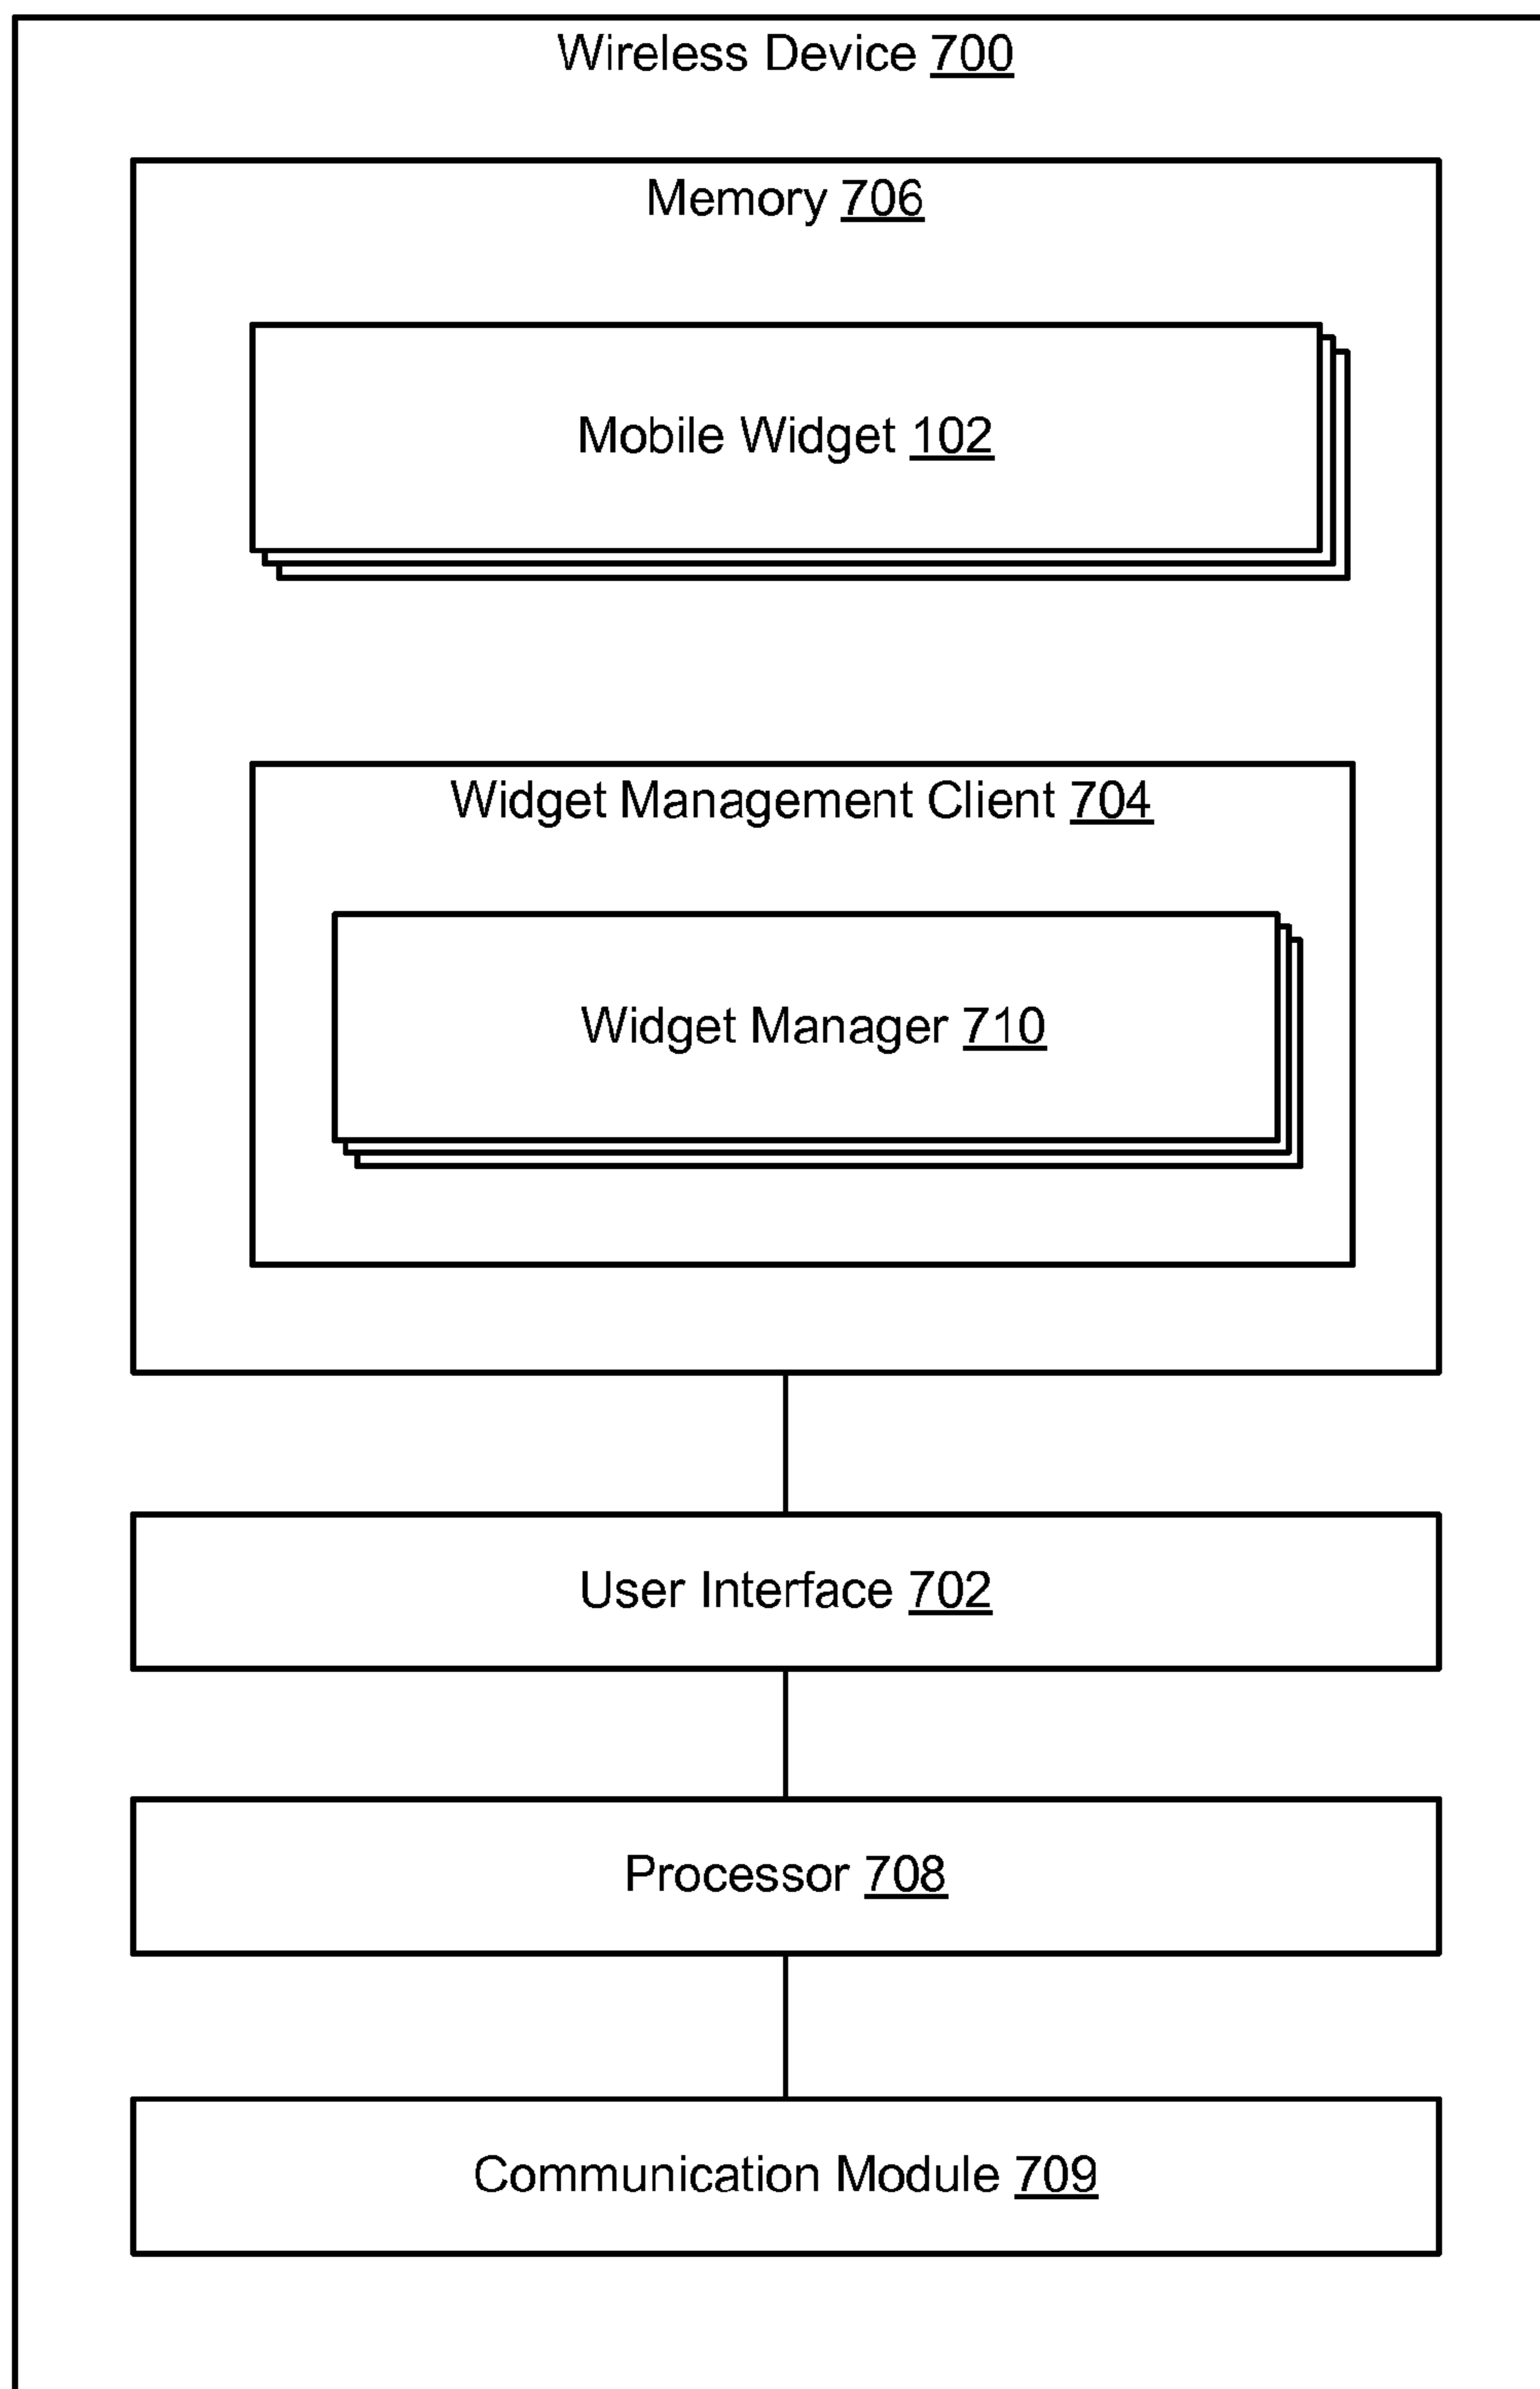 Wireless Device 700
Memory 706
Mobile Widget 102
Widget Management Client 704
Widget Manager 710
User Interface 702
Processor 708
Communication Module 709